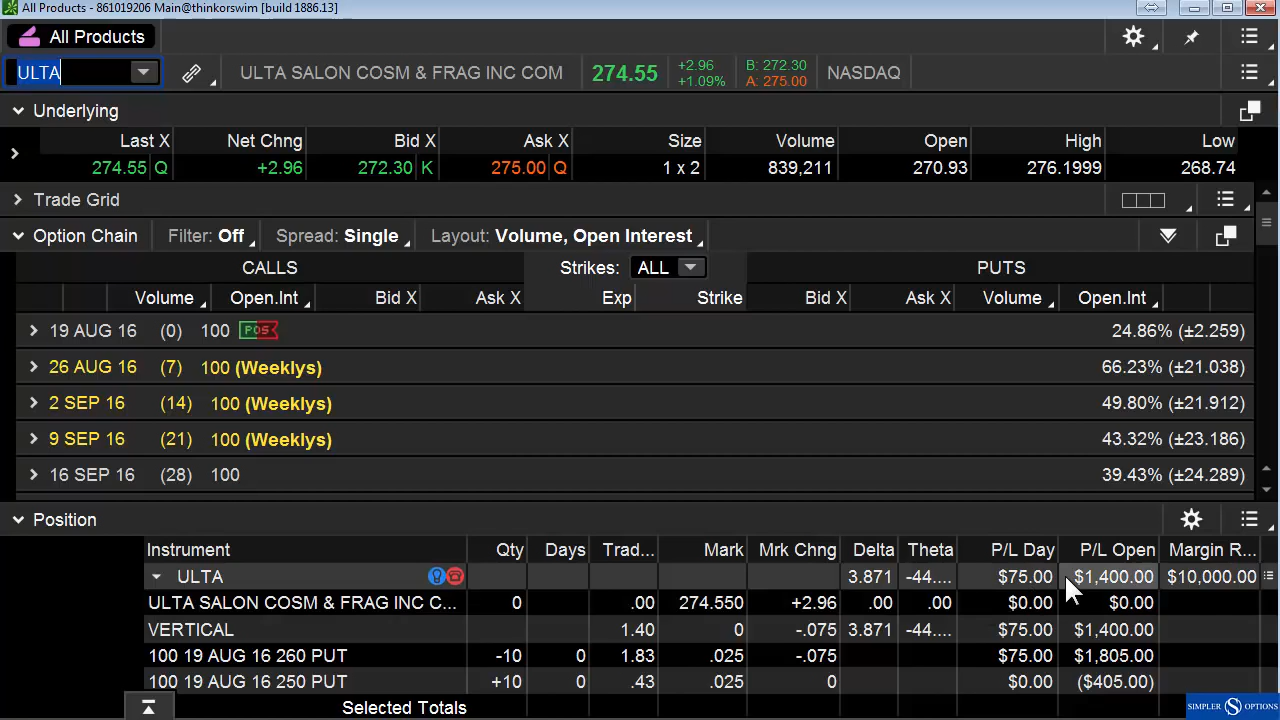 All Products - 861019206 Main@thinkorswim [build 1886.13]
All Products
ULTA ULTA SALON COSM & FRAG INC COM 274.55 +2.96 +1.09% B: 272.30 A: 275.00 NASDAQ
Underlying
Last X Net Chng Bid X Ask X Size Volume Open High Low
274.55 Q +2.96 272.30 K 275.00 Q 1 x 2 839,211 270.93 276.1999 268.74
Trade Grid
Option Chain Filter: Off Spread: Single Layout: Volume, Open Interest
CALLS Strikes: ALL PUTS
Volume Open.Int Bid X Ask X Exp Strike Bid X Ask X Volume Open.Int
19 AUG 16 (0) 100 POS 24.86% (±2.259)
26 AUG 16 (7) 100 (Weeklys) 66.23% (±21.038)
2 SEP 16 (14) 100 (Weeklys) 49.80% (±21.912)
9 SEP 16 (21) 100 (Weeklys) 43.32% (±23.186)
16 SEP 16 (28) 100 39.43% (±24.289)
Position
Instrument Qty Days Trad... Mark Mrk Chng Delta Theta P/L Day P/L Open Margin R...
ULTA 3.871 -44.... $75.00 $1,400.00 $10,000.00
ULTA SALON COSM & FRAG INC C... 0 .00 274.550 +2.96 .00 .00 $0.00 $0.00
VERTICAL 1.40 0 -.075 3.871 -44.... $75.00 $1,400.00
100 19 AUG 16 260 PUT -10 0 1.83 .025 -.075 $75.00 $1,805.00
100 19 AUG 16 250 PUT +10 0 .43 .025 0 $0.00 ($405.00)
Selected Totals
SIMPLER S OPTIONS